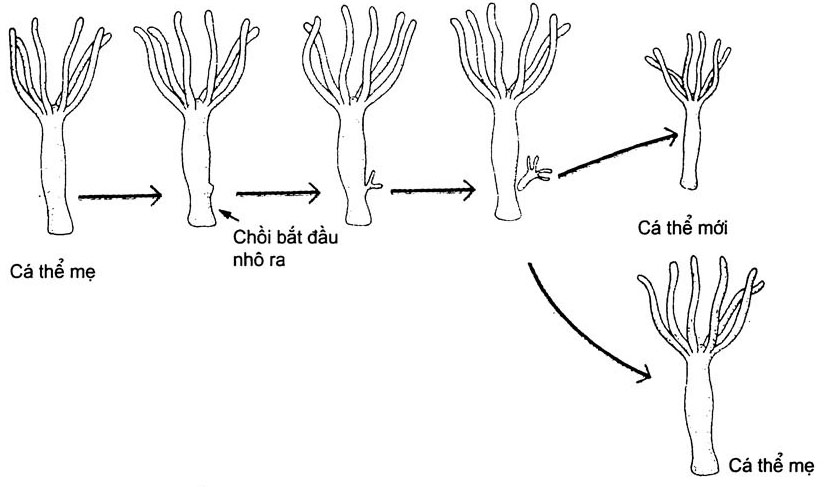 Cá thể mẹ
Chồi bắt đầu
nhô ra
Cá thể mới
Cá thể mẹ